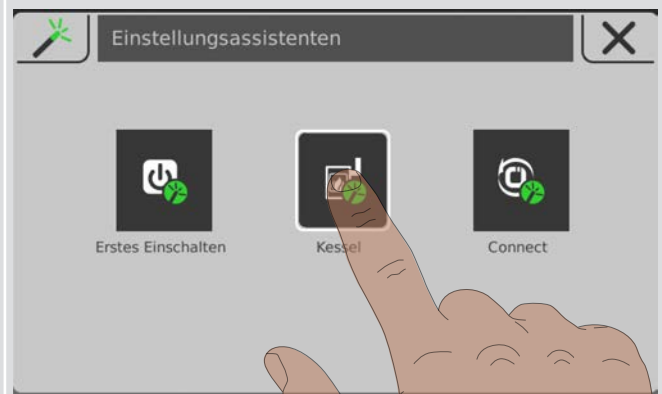 Einstellungsassistenten
Erstes Einschalten
Kessel
Connect